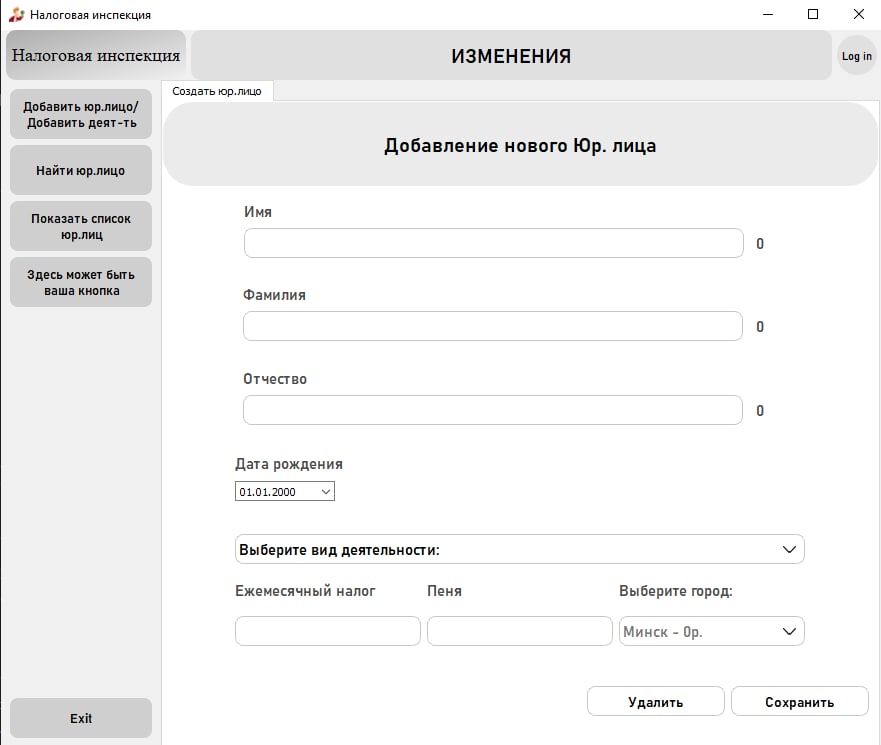 Налоговая инспекция
Налоговая инспекция
ИЗМЕНЕНИЯ
Log in
Добавить юр.лицо/
Добавить деят-ть
Найти юр.лицо
Показать список
юр.лиц
Здесь может быть
ваша кнопка
Exit
Создать юр.лицо
Добавление нового Юр. лица
Имя
0
Фамилия
0
Отчество
0
Дата рождения
01.01.2000
Выберите вид деятельности:
Ежемесячный налог
Пеня
Выберите город:
Минск - 0р.
Удалить
Сохранить